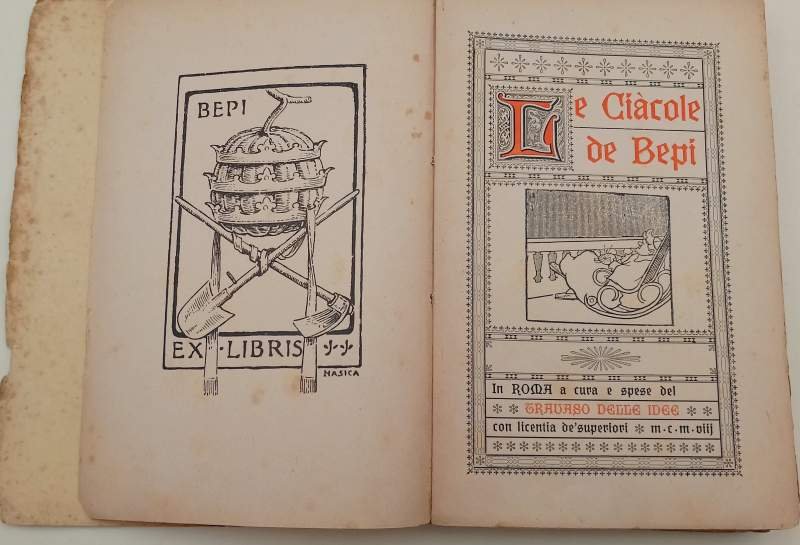 BEPI
EX · LIBRIS
NASICA
Le Ciàcole
de Bepi
In ROMA a cura e spese del
TRAVASO DELLE IDEE
con licentia de'superiori * m·c·m·viij